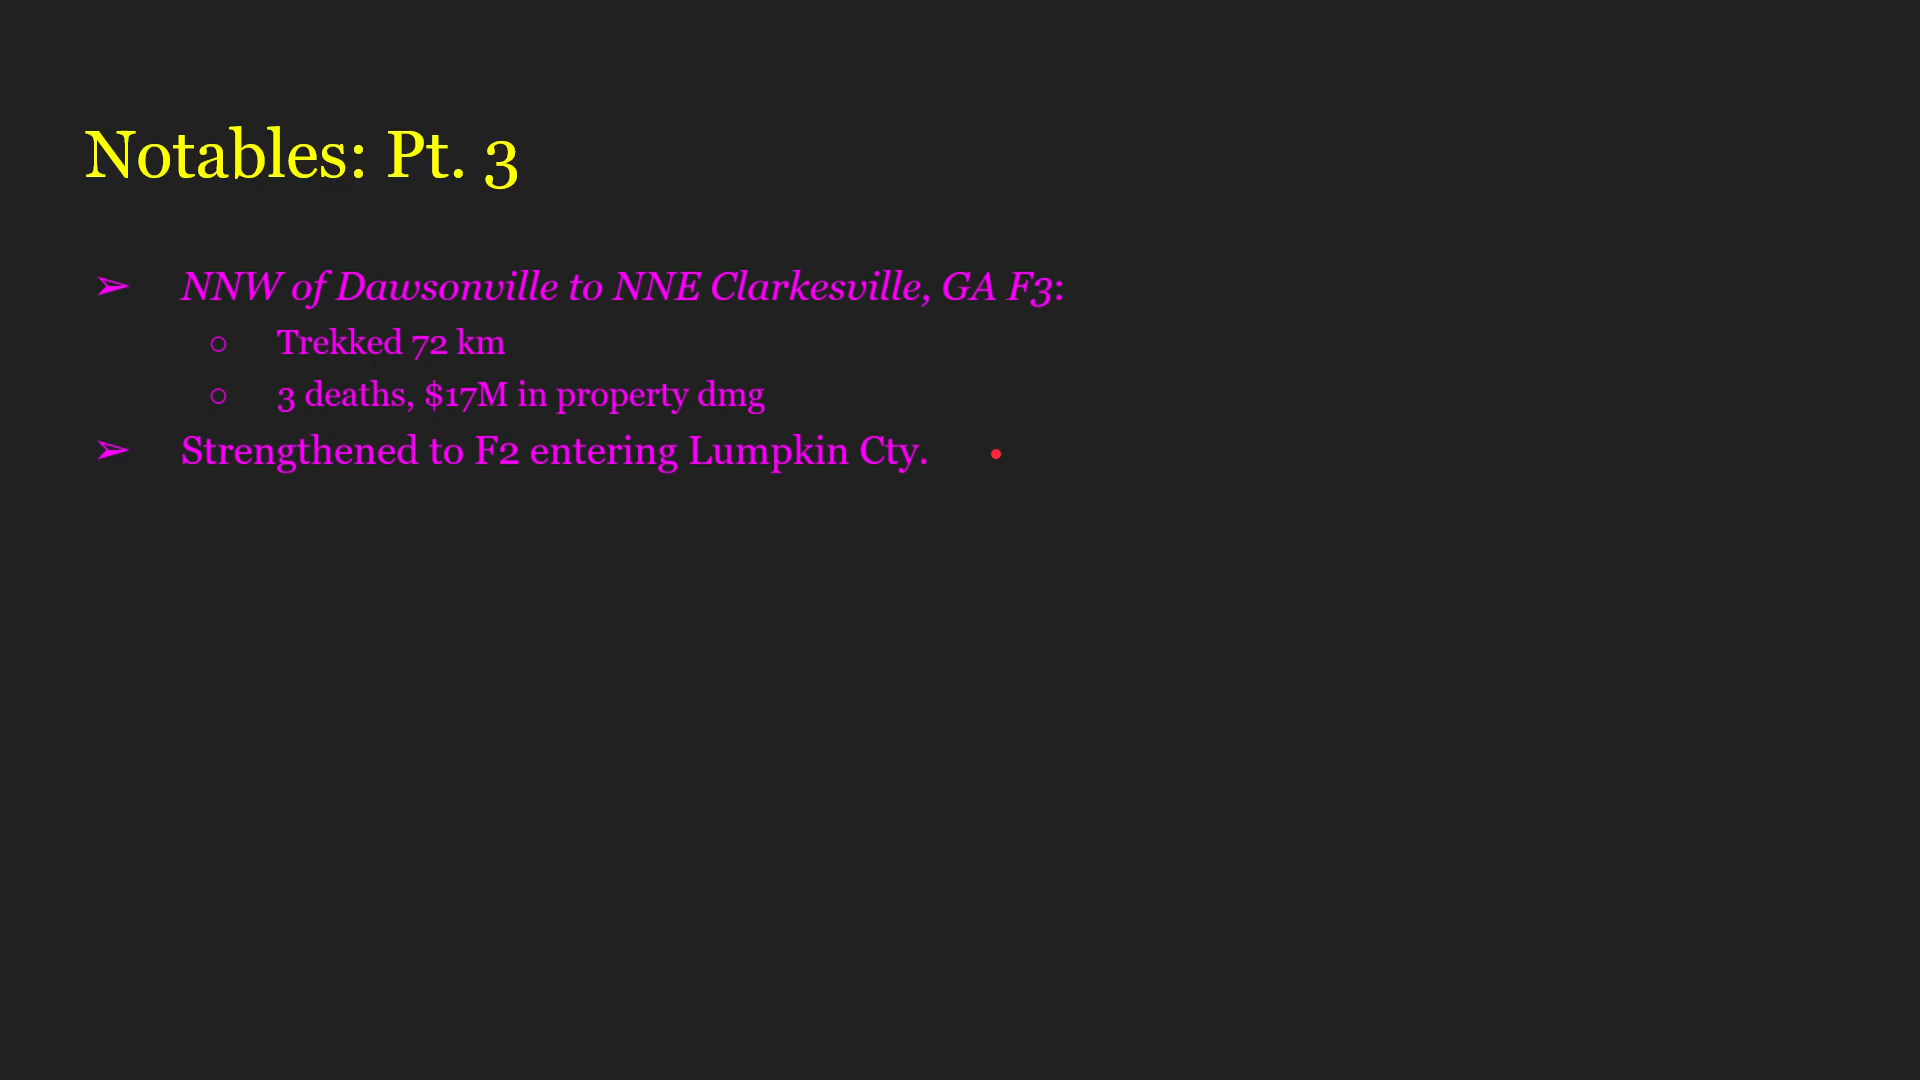 Notables: Pt. 3
➢ NNW of Dawsonville to NNE Clarkesville, GA F3:
○ Trekked 72 km
○ 3 deaths, $17M in property dmg
➢ Strengthened to F2 entering Lumpkin Cty.